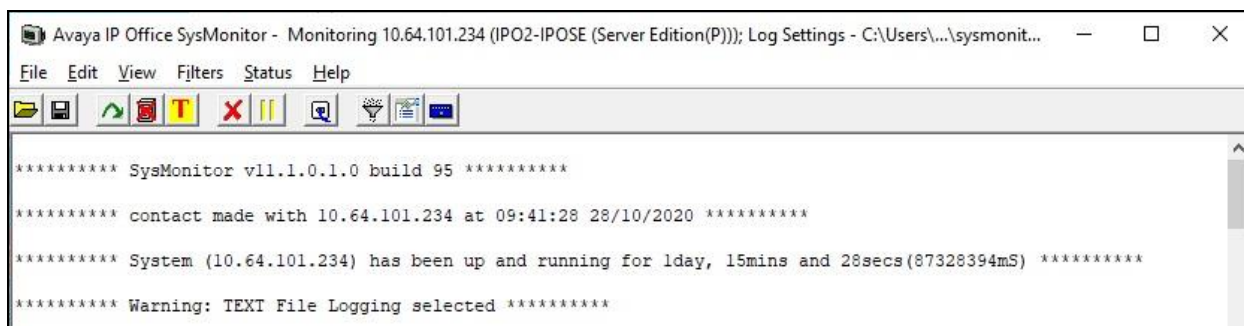 Avaya IP Office SysMonitor - Monitoring 10.64.101.234 (IPO2-IPOSE (Server Edition(P))); Log Settings - C:\Users\...\sysmonit...
File Edit View Filters Status Help
T
********** SysMonitor v11.1.0.1.0 build 95 **********
********** contact made with 10.64.101.234 at 09:41:28 28/10/2020 **********
********** System (10.64.101.234) has been up and running for 1day, 15mins and 28secs(87328394mS) **********
********** Warning: TEXT File Logging selected **********